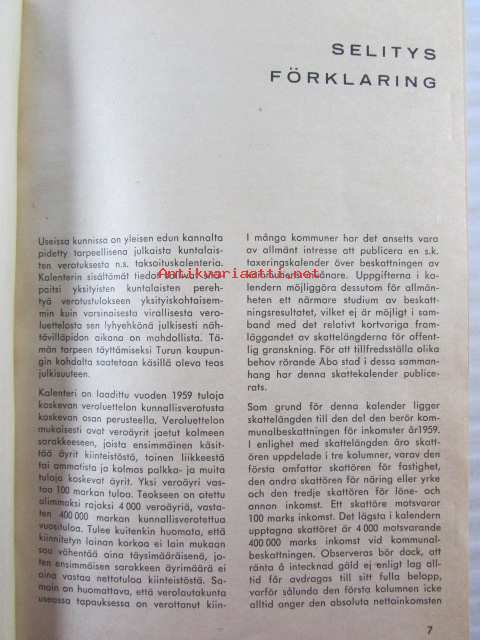 SELITYS
FÖRKLARING
Useissa kunnissa on yleisen edun kannalta
pidetty tarpeellisena julkaista kuntalais-
ten verotuksesta n.s. taksoituskalenteria.
Kalenterin sisältämät tiedot
paitsi yksityisten kuntalaisten pereh-
tyä verotustulokseen yksityiskohtaisem-
min kuin varsinaisesta virallisesta vero-
luettelosta sen lyhyehkönä julkisesti näh-
tävilläpidon aikana on mahdollista. Tä-
män tarpeen täyttämiseksi Turun kaupun-
gin kohdalta saatetaan käsillä oleva teos
julkisuuteen.
Kalenteri on laadittu vuoden 1959 tuloja
koskevan veroluettelon kunnallisverotusta
koskevan osan perusteella. Veroluettelon
mukaisesti ovat veroäyrit jaetut kolmeen
sarakkeeseen, joista ensimmäinen käsit-
tää äyrit kiinteistöstä, toinen liikkeestä
tai ammatista ja kolmas palkka- ja muita
tuloja koskevat äyrit. Yksi veroäyri vas-
taa 100 markan tuloa. Teokseen on otettu
alimmaksi rajaksi 4 000 veroäyriä, vasta-
ten 400 000 markan kunnallisverotettua
vuosituloa. Tulee kuitenkin huomata, että
kiinnitetyn lainan korkoa ei lain mukaan
saa vähentää aina täysimääräisenä, jo-
ten ensimmäisen sarakkeen äyrimäärä ei
aina vastaa nettotuloa kiinteistöstä. Sa-
moin on huomattava, että verolautakunta
useassa tapauksessa on verottanut kiin-
I många kommuner har det ansetts vara
av allmänt intresse att publicera en s.k.
taxeringskalender över beskattningen av
Uppgifterna i ka-
lendern möjliggöra dessutom för allmän-
heten ett närmare studium av beskatt-
ningsresultatet, vilket ej är möjligt i sam-
band med det relativt kortvariga fram-
läggandet av skattelängderna för offent-
lig granskning. För att tillfredsställa olika
behov rörande Åbo stad i dessa samman-
hang har denna skattekalender publice-
rats.
Som grund för denna kalender ligger
skattelängden till den del den berör kom-
munalbeskattningen för inkomster år1959.
I enlighet med skattelängden äro skatt-
ören uppdelade i tre kolumner, varav den
första omfattar skattören för fastighet,
den andra skattören för näring eller yrke
och den tredje skattören för löne- och
annan inkomst. Ett skattöre motsvarar
100 marks inkomst. Det lägsta i kalendern
upptagna skattöret är 4 000 motsvarande
400 000 marks inkomst vid kommunal-
beskattningen. Observeras bör dock, att
ränta å intecknad gäld ej enligt lag all-
tid får avdragas till sitt fulla belopp,
varför sålunda den första kolumnen icke
alltid anger den absoluta nettoinkomsten
7
Antikvariaatit.net